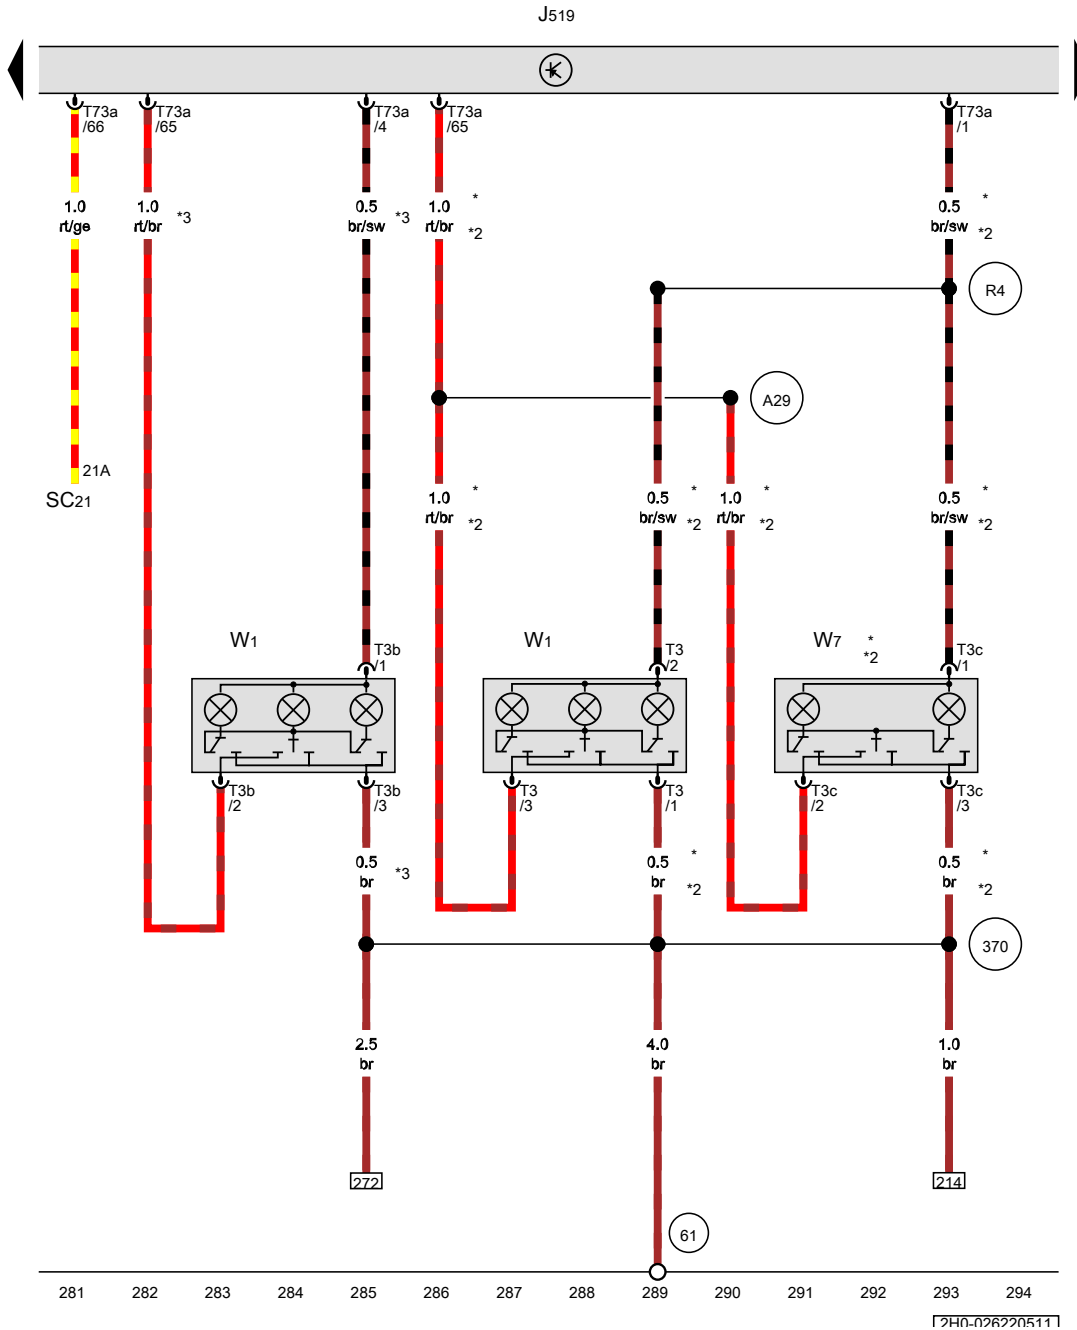 J519
T73a T73a T73a T73a T73a
/66 /65 /4 /65 /1
1.0 1.0 0.5 1.0 * 0.5 *
rt/ge rt/br *3 br/sw *3 rt/br *2 br/sw *2
R4
A29
21A
SC21
1.0 * 0.5 * 1.0 * 0.5 *
rt/br *2 br/sw *2 rt/br *2 br/sw *2
W1 W1 W7 *
*2
T3b T3 T3c
/1 /2 /1
T3b T3b T3 T3 T3c T3c
/2 /3 /3 /1 /2 /3
0.5 0.5 * 0.5 *
br *3 br *2 br *2
370
2.5 4.0 1.0
br br br
272 214
61
281 282 283 284 285 286 287 288 289 290 291 292 293 294
2H0-026220511